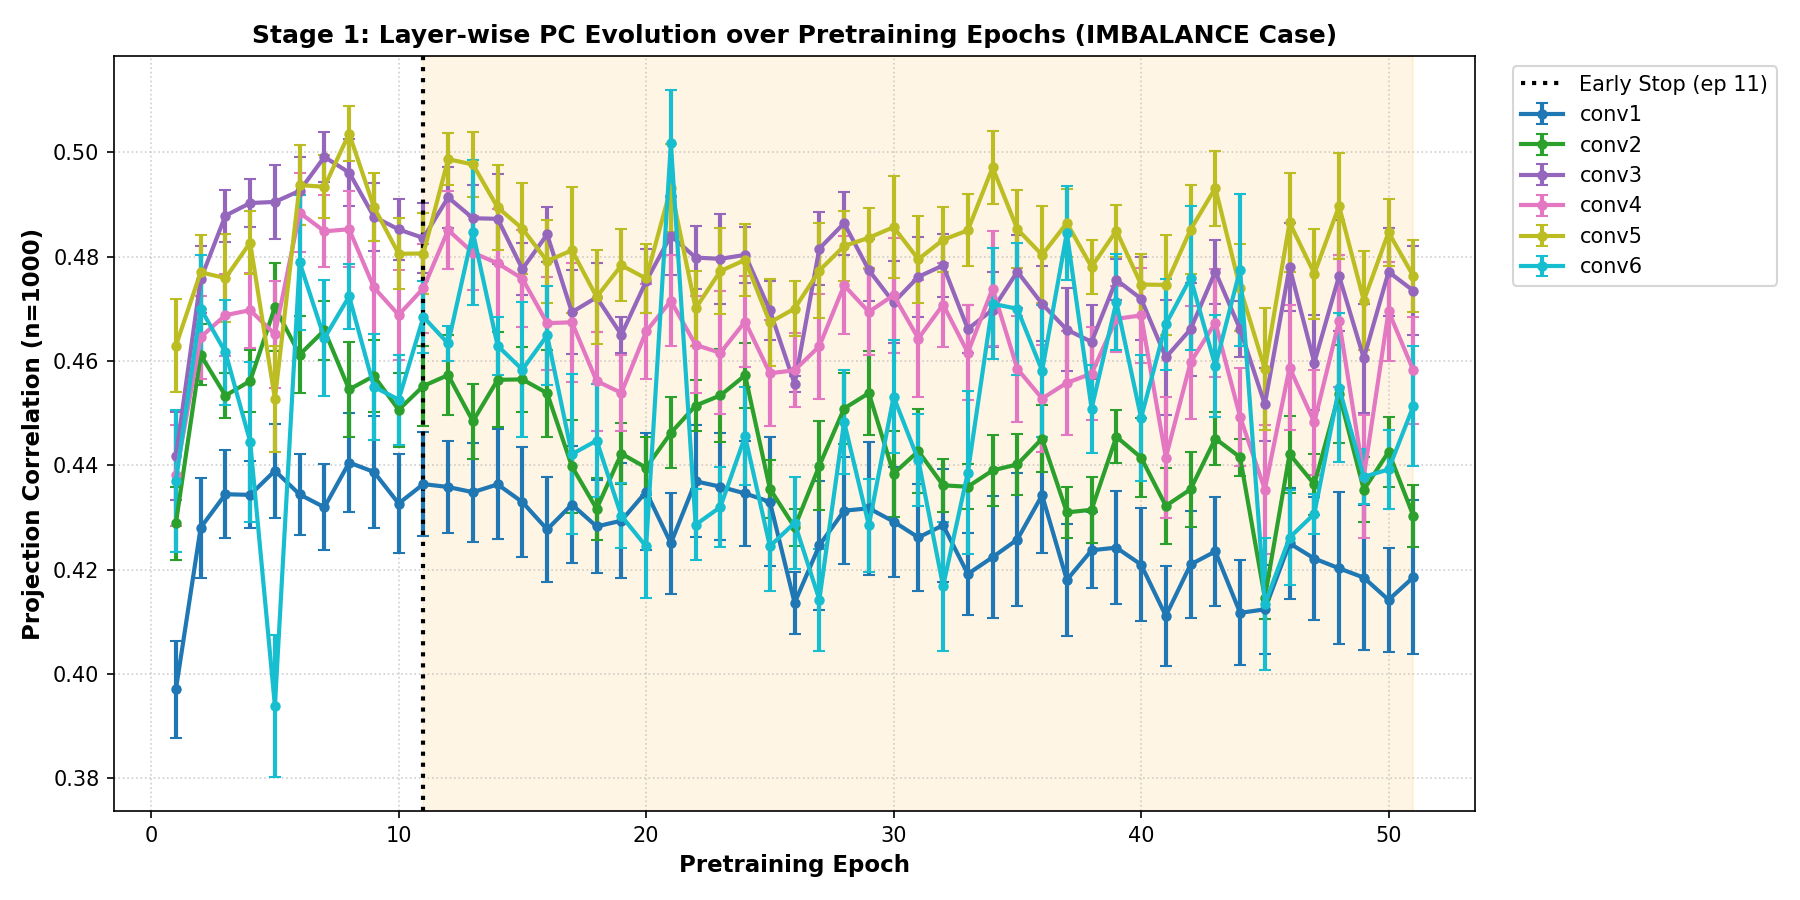 Stage 1: Layer-wise PC Evolution over Pretraining Epochs (IMBALANCE Case)
Early Stop (ep 11)
conv1
conv2
conv3
conv4
conv5
conv6
Projection Correlation (n=1000)
0.50
0.48
0.46
0.44
0.42
0.40
0.38
0 10 20 30 40 50
Pretraining Epoch